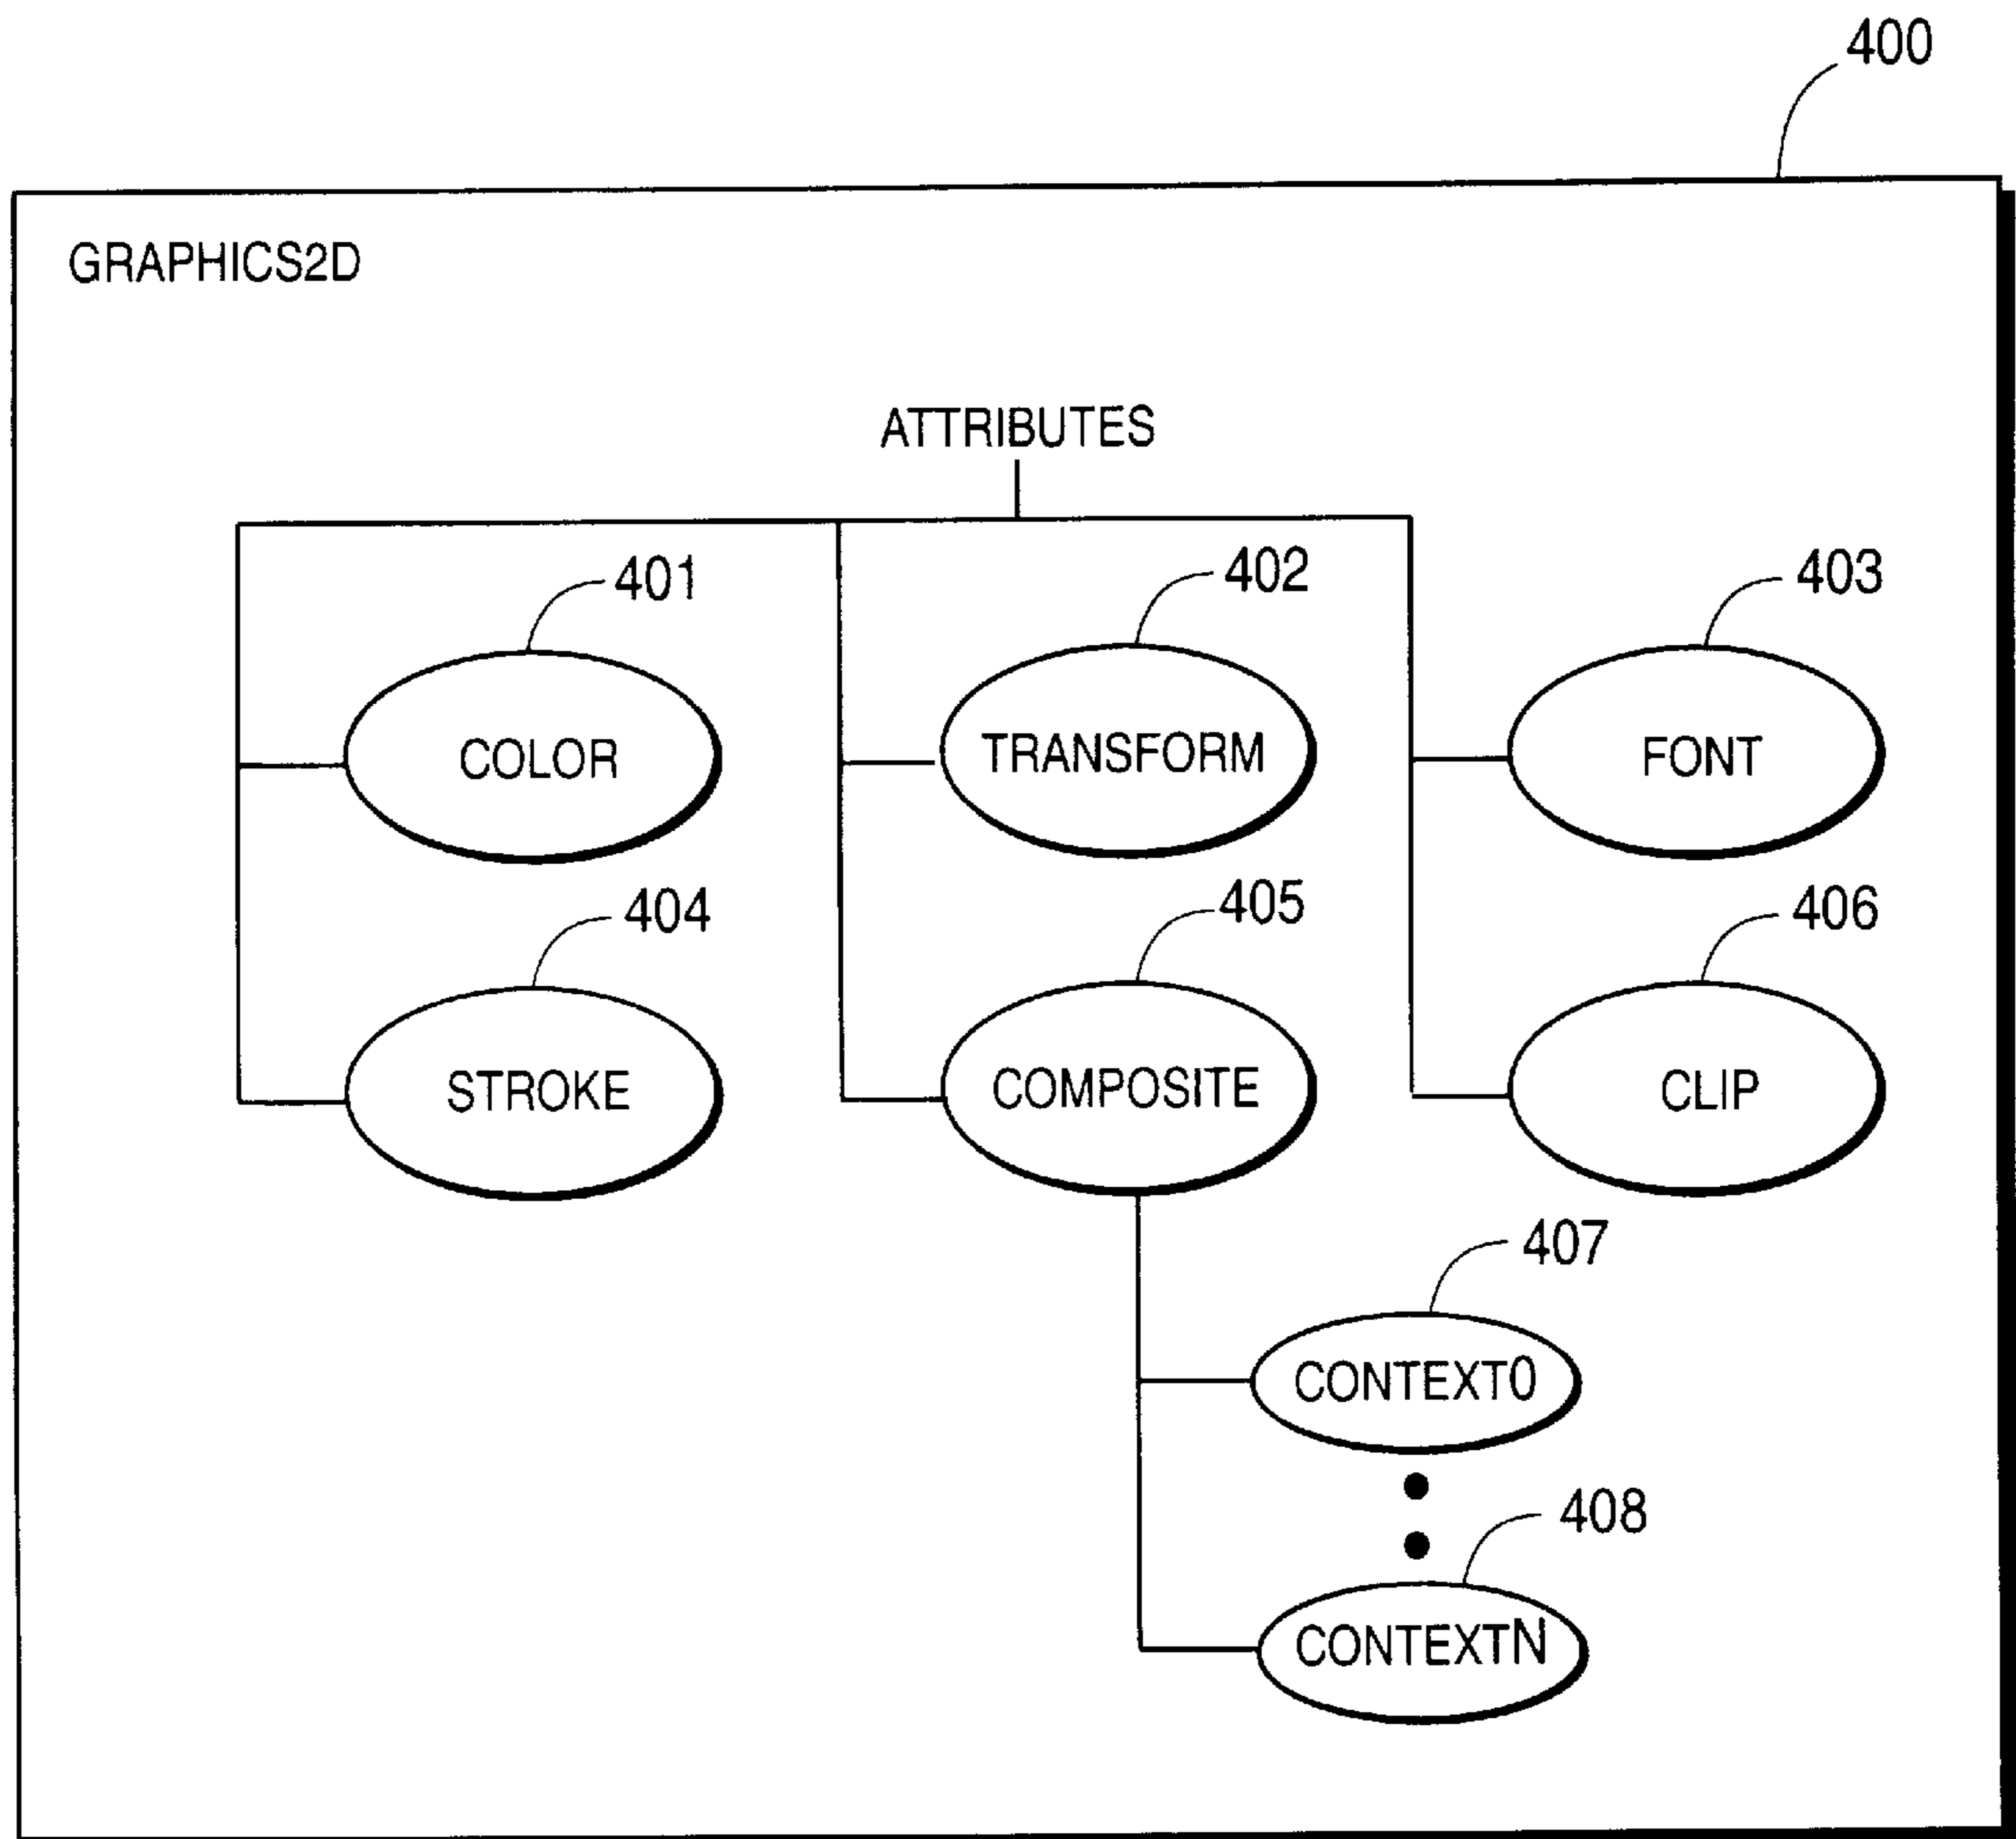 400
GRAPHICS2D
ATTRIBUTES
401
402
403
COLOR
TRANSFORM
FONT
404
405
406
STROKE
COMPOSITE
CLIP
407
CONTEXT0
408
CONTEXTN